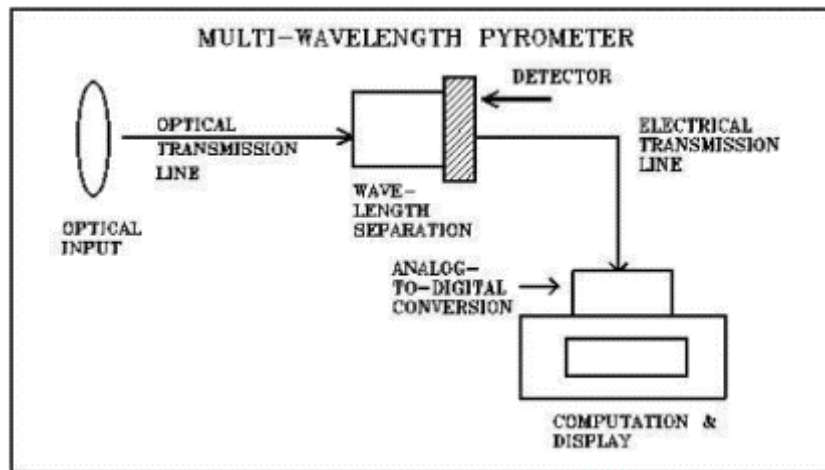 MULTI-WAVELENGTH PYROMETER
DETECTOR
OPTICAL
TRANSMISSION
LINE
ELECTRICAL
TRANSMISSION
LINE
WAVE-
LENGTH
SEPARATION
OPTICAL
INPUT
ANALOG-
TO-DIGITAL
CONVERSION
COMPUTATION &
DISPLAY